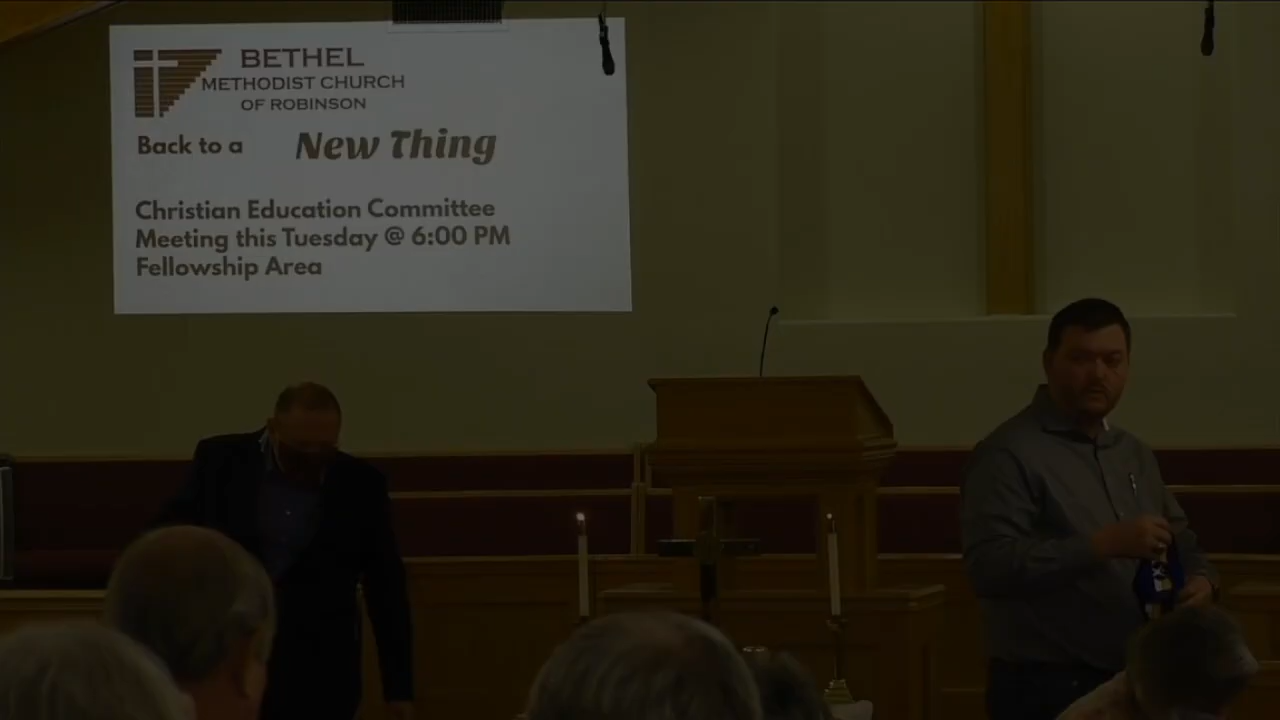 BETHEL
METHODIST CHURCH
OF ROBINSON
Back to a New Thing
Christian Education Committee
Meeting this Tuesday @ 6:00 PM
Fellowship Area